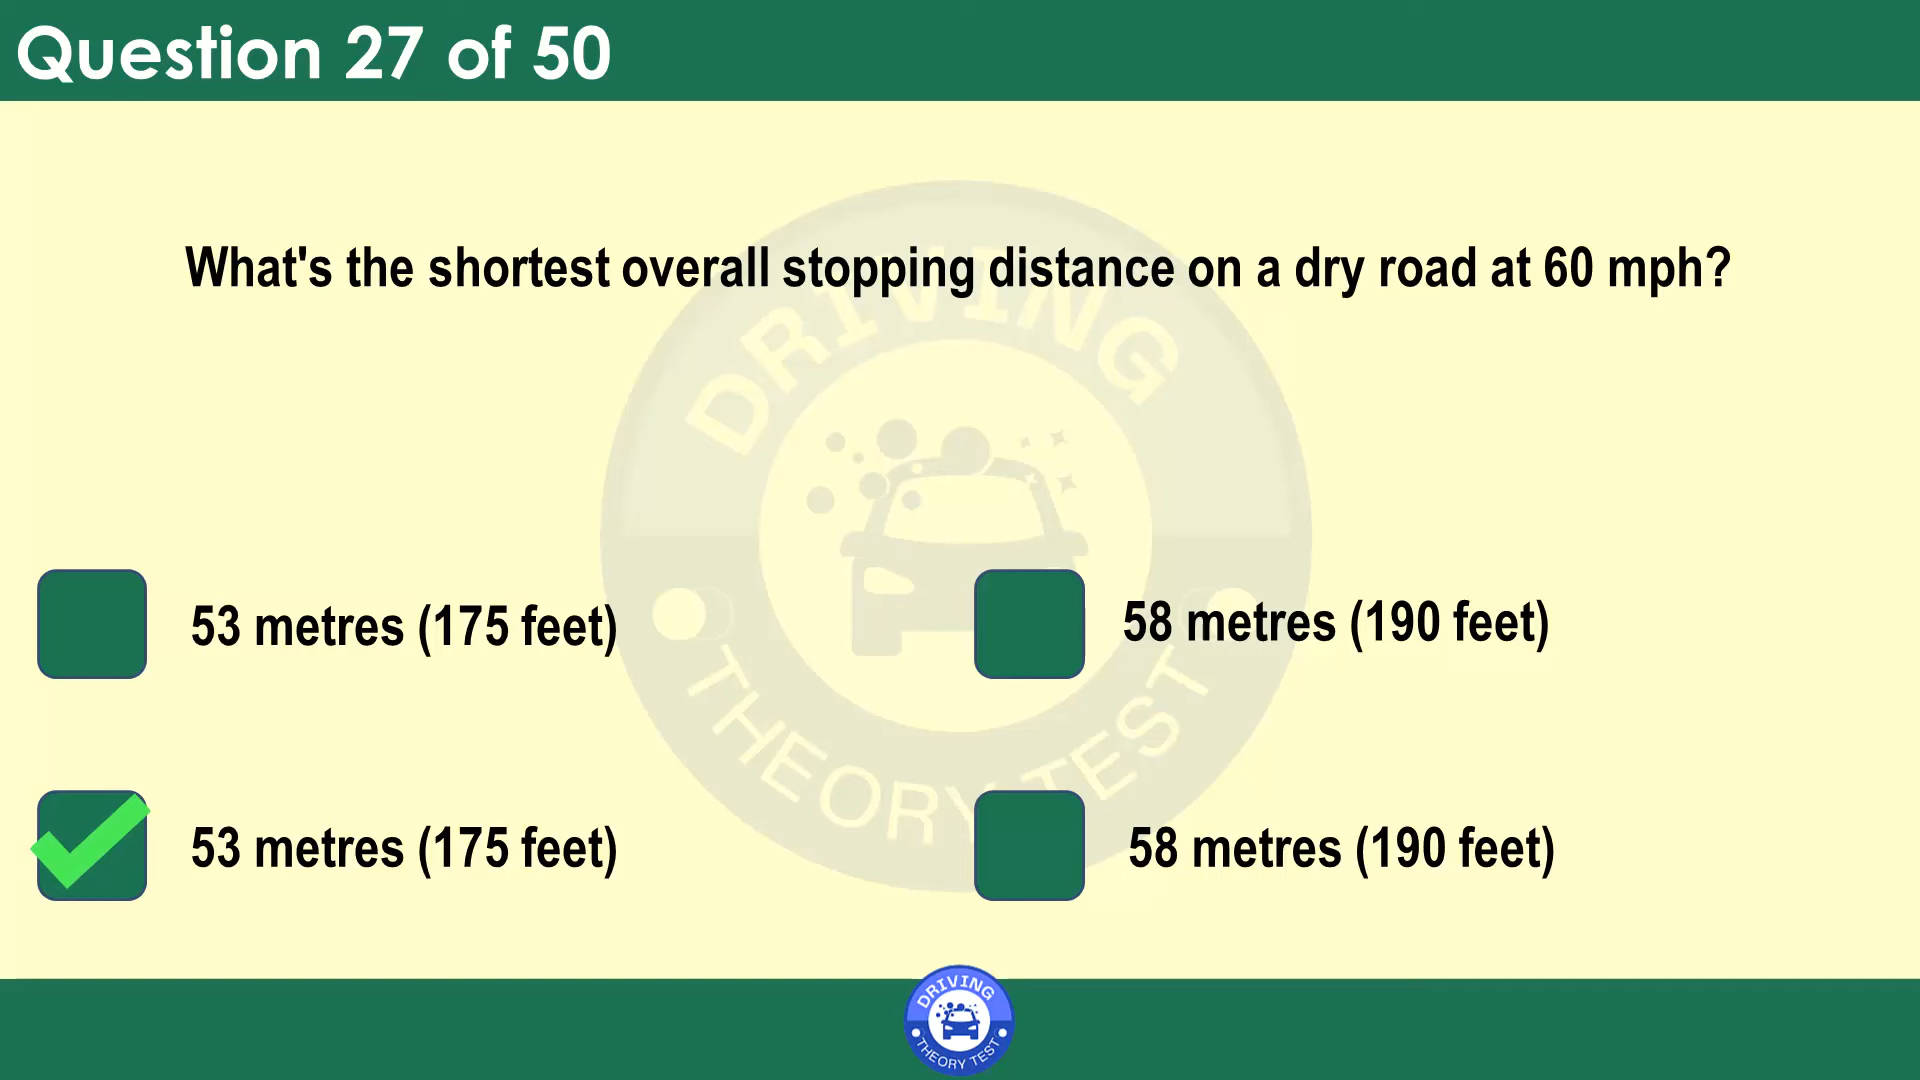 Question 27 of 50
What's the shortest overall stopping distance on a dry road at 60 mph?
DRIVING
53 metres (175 feet)
58 metres (190 feet)
THEORY TEST
53 metres (175 feet)
58 metres (190 feet)
DRIVING
THEORY TEST